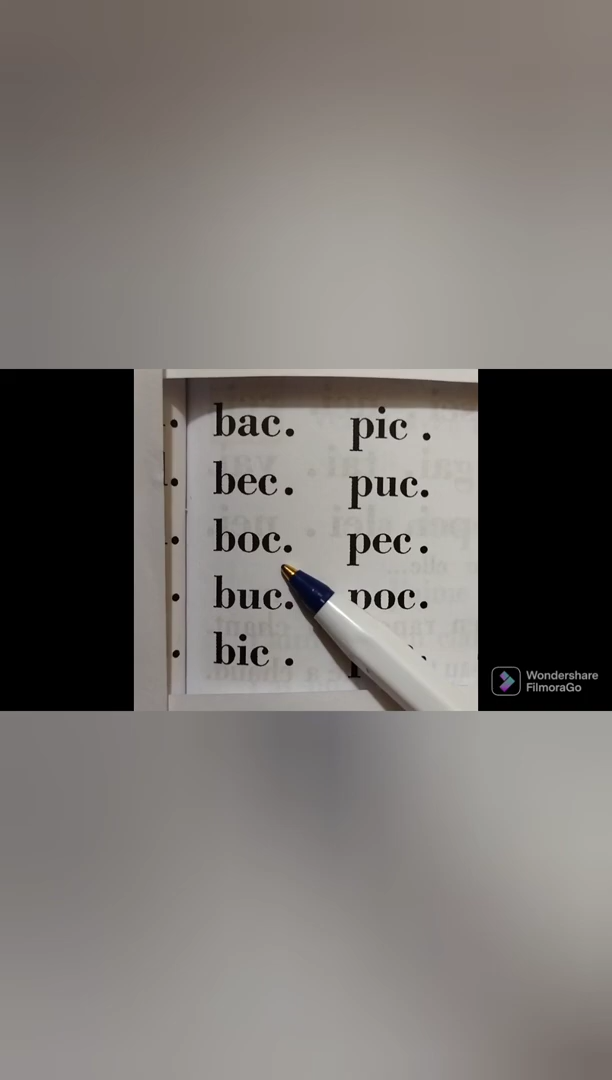 bac. pic .
bec. puc.
boc. pec.
buc. poc.
bic .
Wondershare
FilmoraGo